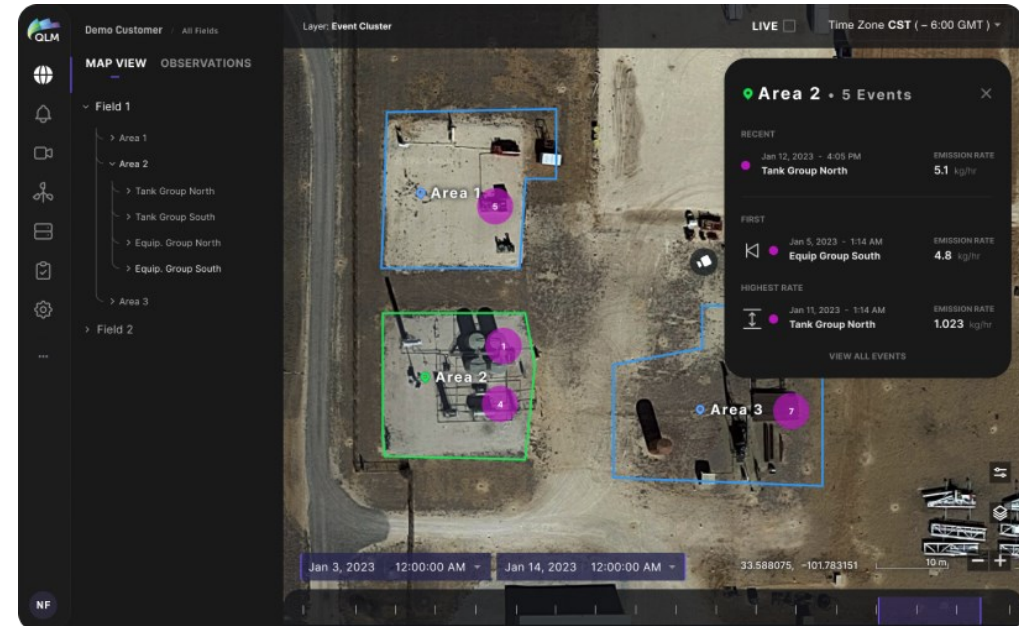 QLM
Demo Customer / All Fields
MAP VIEW OBSERVATIONS
Field 1
Area 1
Area 2
Tank Group North
Tank Group South
Equip. Group North
Equip. Group South
Area 3
Field 2
NF
Layer: Event Cluster
LIVE
Time Zone CST ( – 6:00 GMT )
Area 1
5
1
Area 2
4
Area 3
7
Area 2 • 5 Events
RECENT
Jan 12, 2023 - 4:05 PM EMISSION RATE
Tank Group North 5.1 kg/hr
FIRST
Jan 5, 2023 - 1:14 AM EMISSION RATE
Equip Group South 4.8 kg/hr
HIGHEST RATE
Jan 11, 2023 - 1:14 AM EMISSION RATE
Tank Group North 1.023 kg/hr
VIEW ALL EVENTS
Jan 3, 2023 12:00:00 AM
Jan 14, 2023 12:00:00 AM
33.588075, -101.783151
10 m